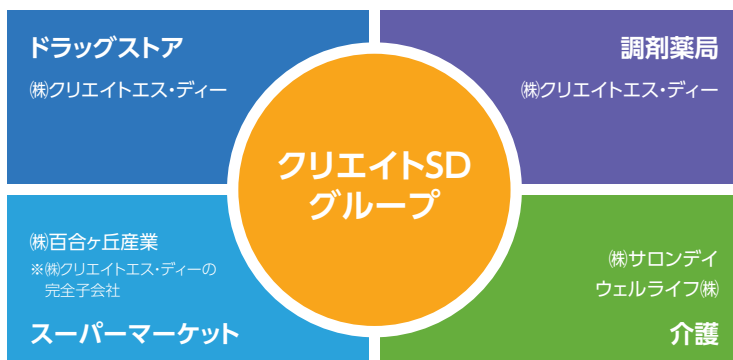 ドラッグストア
㈱クリエイトエス・ディー
調剤薬局
㈱クリエイトエス・ディー
クリエイトSD
グループ
㈱百合ヶ丘産業
※㈱クリエイトエス・ディーの
完全子会社
スーパーマーケット
㈱サロンデイ
ウェルライフ㈱
介護